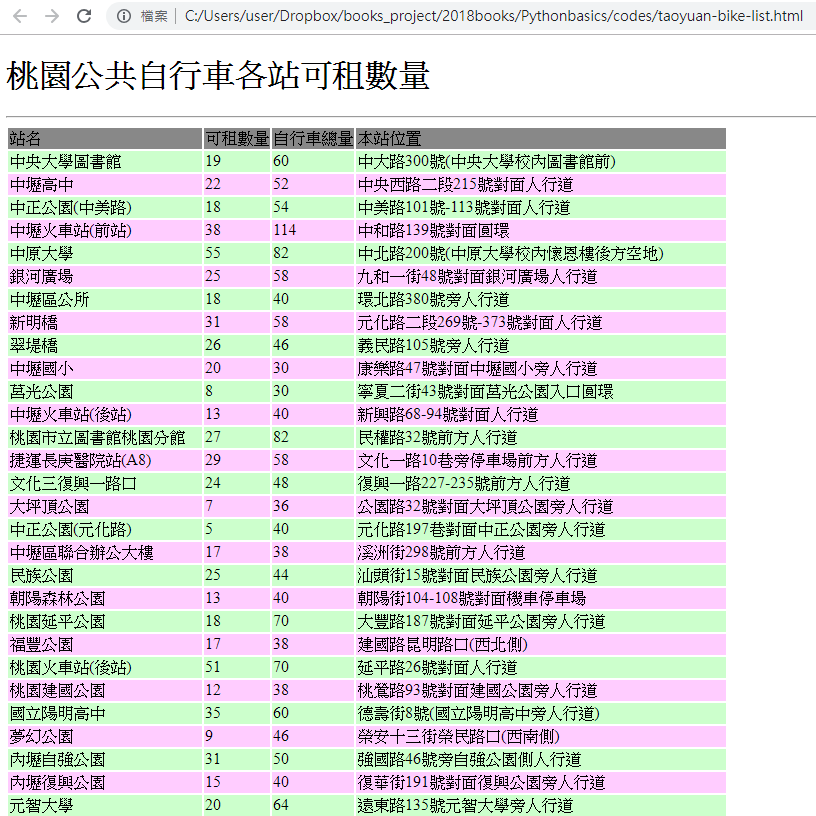 檔案 C:/Users/user/Dropbox/books_project/2018books/Pythonbasics/codes/taoyuan-bike-list.html
桃園公共自行車各站可租數量
站名 可租數量 自行車總量 本站位置
中央大學圖書館 19 60 中大路300號(中央大學校內圖書館前)
中壢高中 22 52 中央西路二段215號對面人行道
中正公園(中美路) 18 54 中美路101號-113號對面人行道
中壢火車站(前站) 38 114 中和路139號對面圓環
中原大學 55 82 中北路200號(中原大學校內懷恩樓後方空地)
銀河廣場 25 58 九和一街48號對面銀河廣場人行道
中壢區公所 18 40 環北路380號旁人行道
新明橋 31 58 元化路二段269號-373號對面人行道
翠堤橋 26 46 義民路105號旁人行道
中壢國小 20 30 康樂路47號對面中壢國小旁人行道
莒光公園 8 30 寧夏二街43號對面莒光公園入口圓環
中壢火車站(後站) 13 40 新興路68-94號對面人行道
桃園市立圖書館桃園分館 27 82 民權路32號前方人行道
捷運長庚醫院站(A8) 29 58 文化一路10巷旁停車場前方人行道
文化三復興一路口 24 48 復興一路227-235號前方人行道
大坪頂公園 7 36 公園路32號對面大坪頂公園旁人行道
中正公園(元化路) 5 40 元化路197巷對面中正公園旁人行道
中壢區聯合辦公大樓 17 38 溪洲街298號前方人行道
民族公園 25 44 汕頭街15號對面民族公園旁人行道
朝陽森林公園 13 40 朝陽街104-108號對面機車停車場
桃園延平公園 18 70 大豐路187號對面延平公園旁人行道
福豐公園 17 38 建國路昆明路口(西北側)
桃園火車站(後站) 51 70 延平路26號對面人行道
桃園建國公園 12 38 桃鶯路93號對面建國公園旁人行道
國立陽明高中 35 60 德壽街8號(國立陽明高中旁人行道)
夢幻公園 9 46 榮安十三街榮民路口(西南側)
內壢自強公園 31 50 強國路46號旁自強公園側人行道
內壢復興公園 15 40 復華街191號對面復興公園旁人行道
元智大學 20 64 遠東路135號元智大學旁人行道